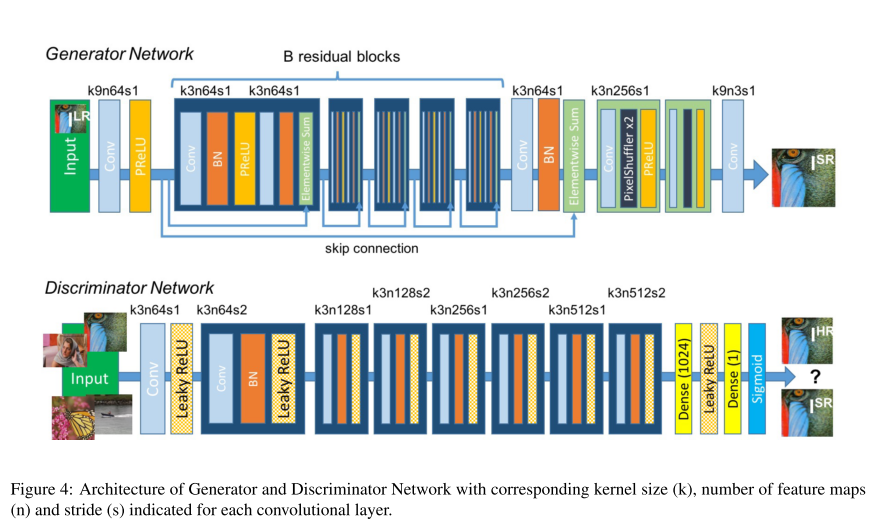 Generator Network
B residual blocks
k9n64s1
k3n64s1
k3n64s1
k3n64s1
k3n256s1
k9n3s1
Input
I LR
Conv
PReLU
Conv
BN
PReLU
Elementwise Sum
Conv
BN
Elementwise Sum
Conv
PixelShuffler x2
PReLU
Conv
I SR
skip connection
Discriminator Network
k3n64s1
k3n64s2
k3n128s1
k3n128s2
k3n256s1
k3n256s2
k3n512s1
k3n512s2
Input
Conv
Leaky ReLU
Conv
BN
Leaky ReLU
Dense (1024)
Leaky ReLU
Dense (1)
Sigmoid
I HR
?
I SR
Figure 4: Architecture of Generator and Discriminator Network with corresponding kernel size (k), number of feature maps
(n) and stride (s) indicated for each convolutional layer.